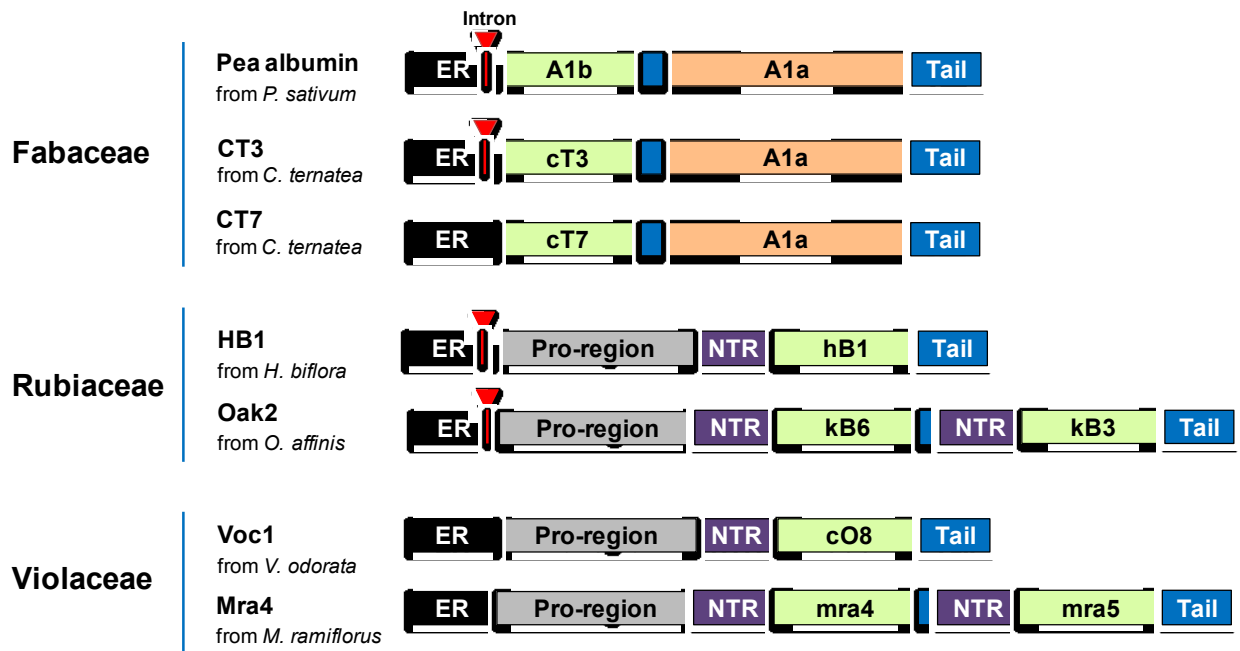 Intron
Fabaceae
Pea albumin
from P. sativum
ER A1b A1a Tail
CT3
from C. ternatea
ER cT3 A1a Tail
CT7
from C. ternatea
ER cT7 A1a Tail
Rubiaceae
HB1
from H. biflora
ER Pro-region NTR hB1 Tail
Oak2
from O. affinis
ER Pro-region NTR kB6 NTR kB3 Tail
Violaceae
Voc1
from V. odorata
ER Pro-region NTR cO8 Tail
Mra4
from M. ramiflorus
ER Pro-region NTR mra4 NTR mra5 Tail